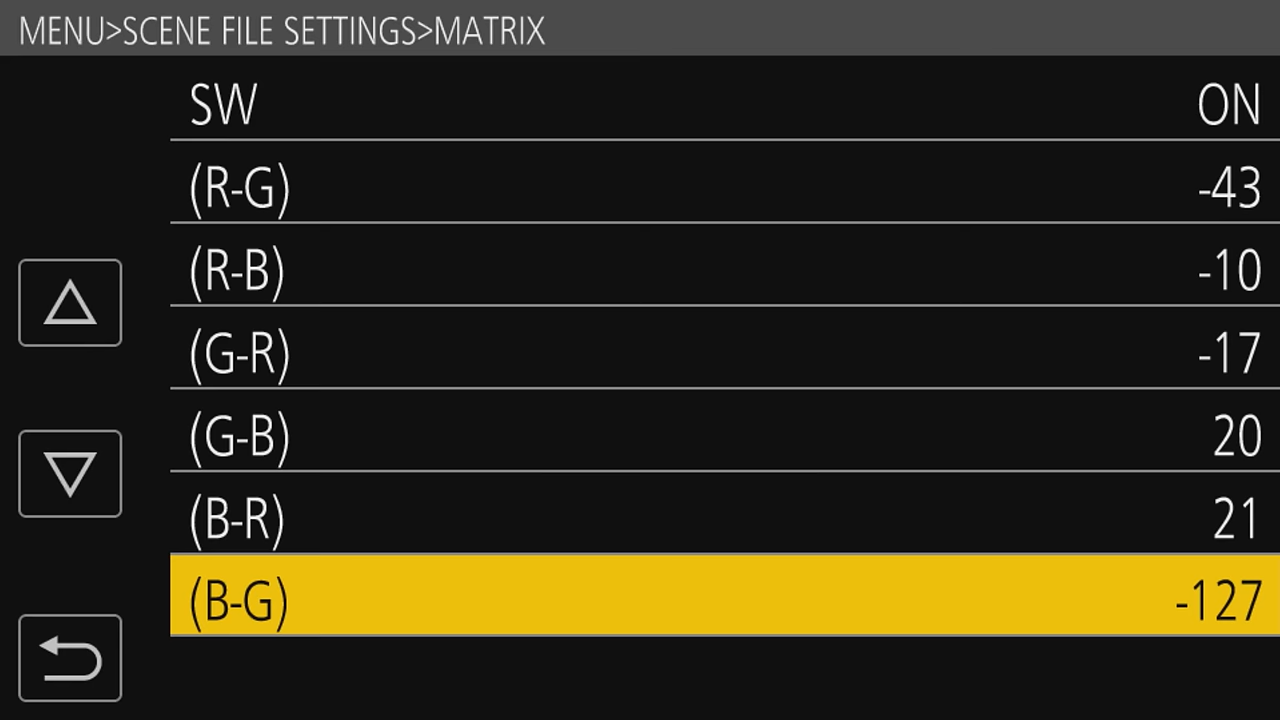 MENU>SCENE FILE SETTINGS>MATRIX
SW ON
(R-G) -43
(R-B) -10
(G-R) -17
(G-B) 20
(B-R) 21
(B-G) -127